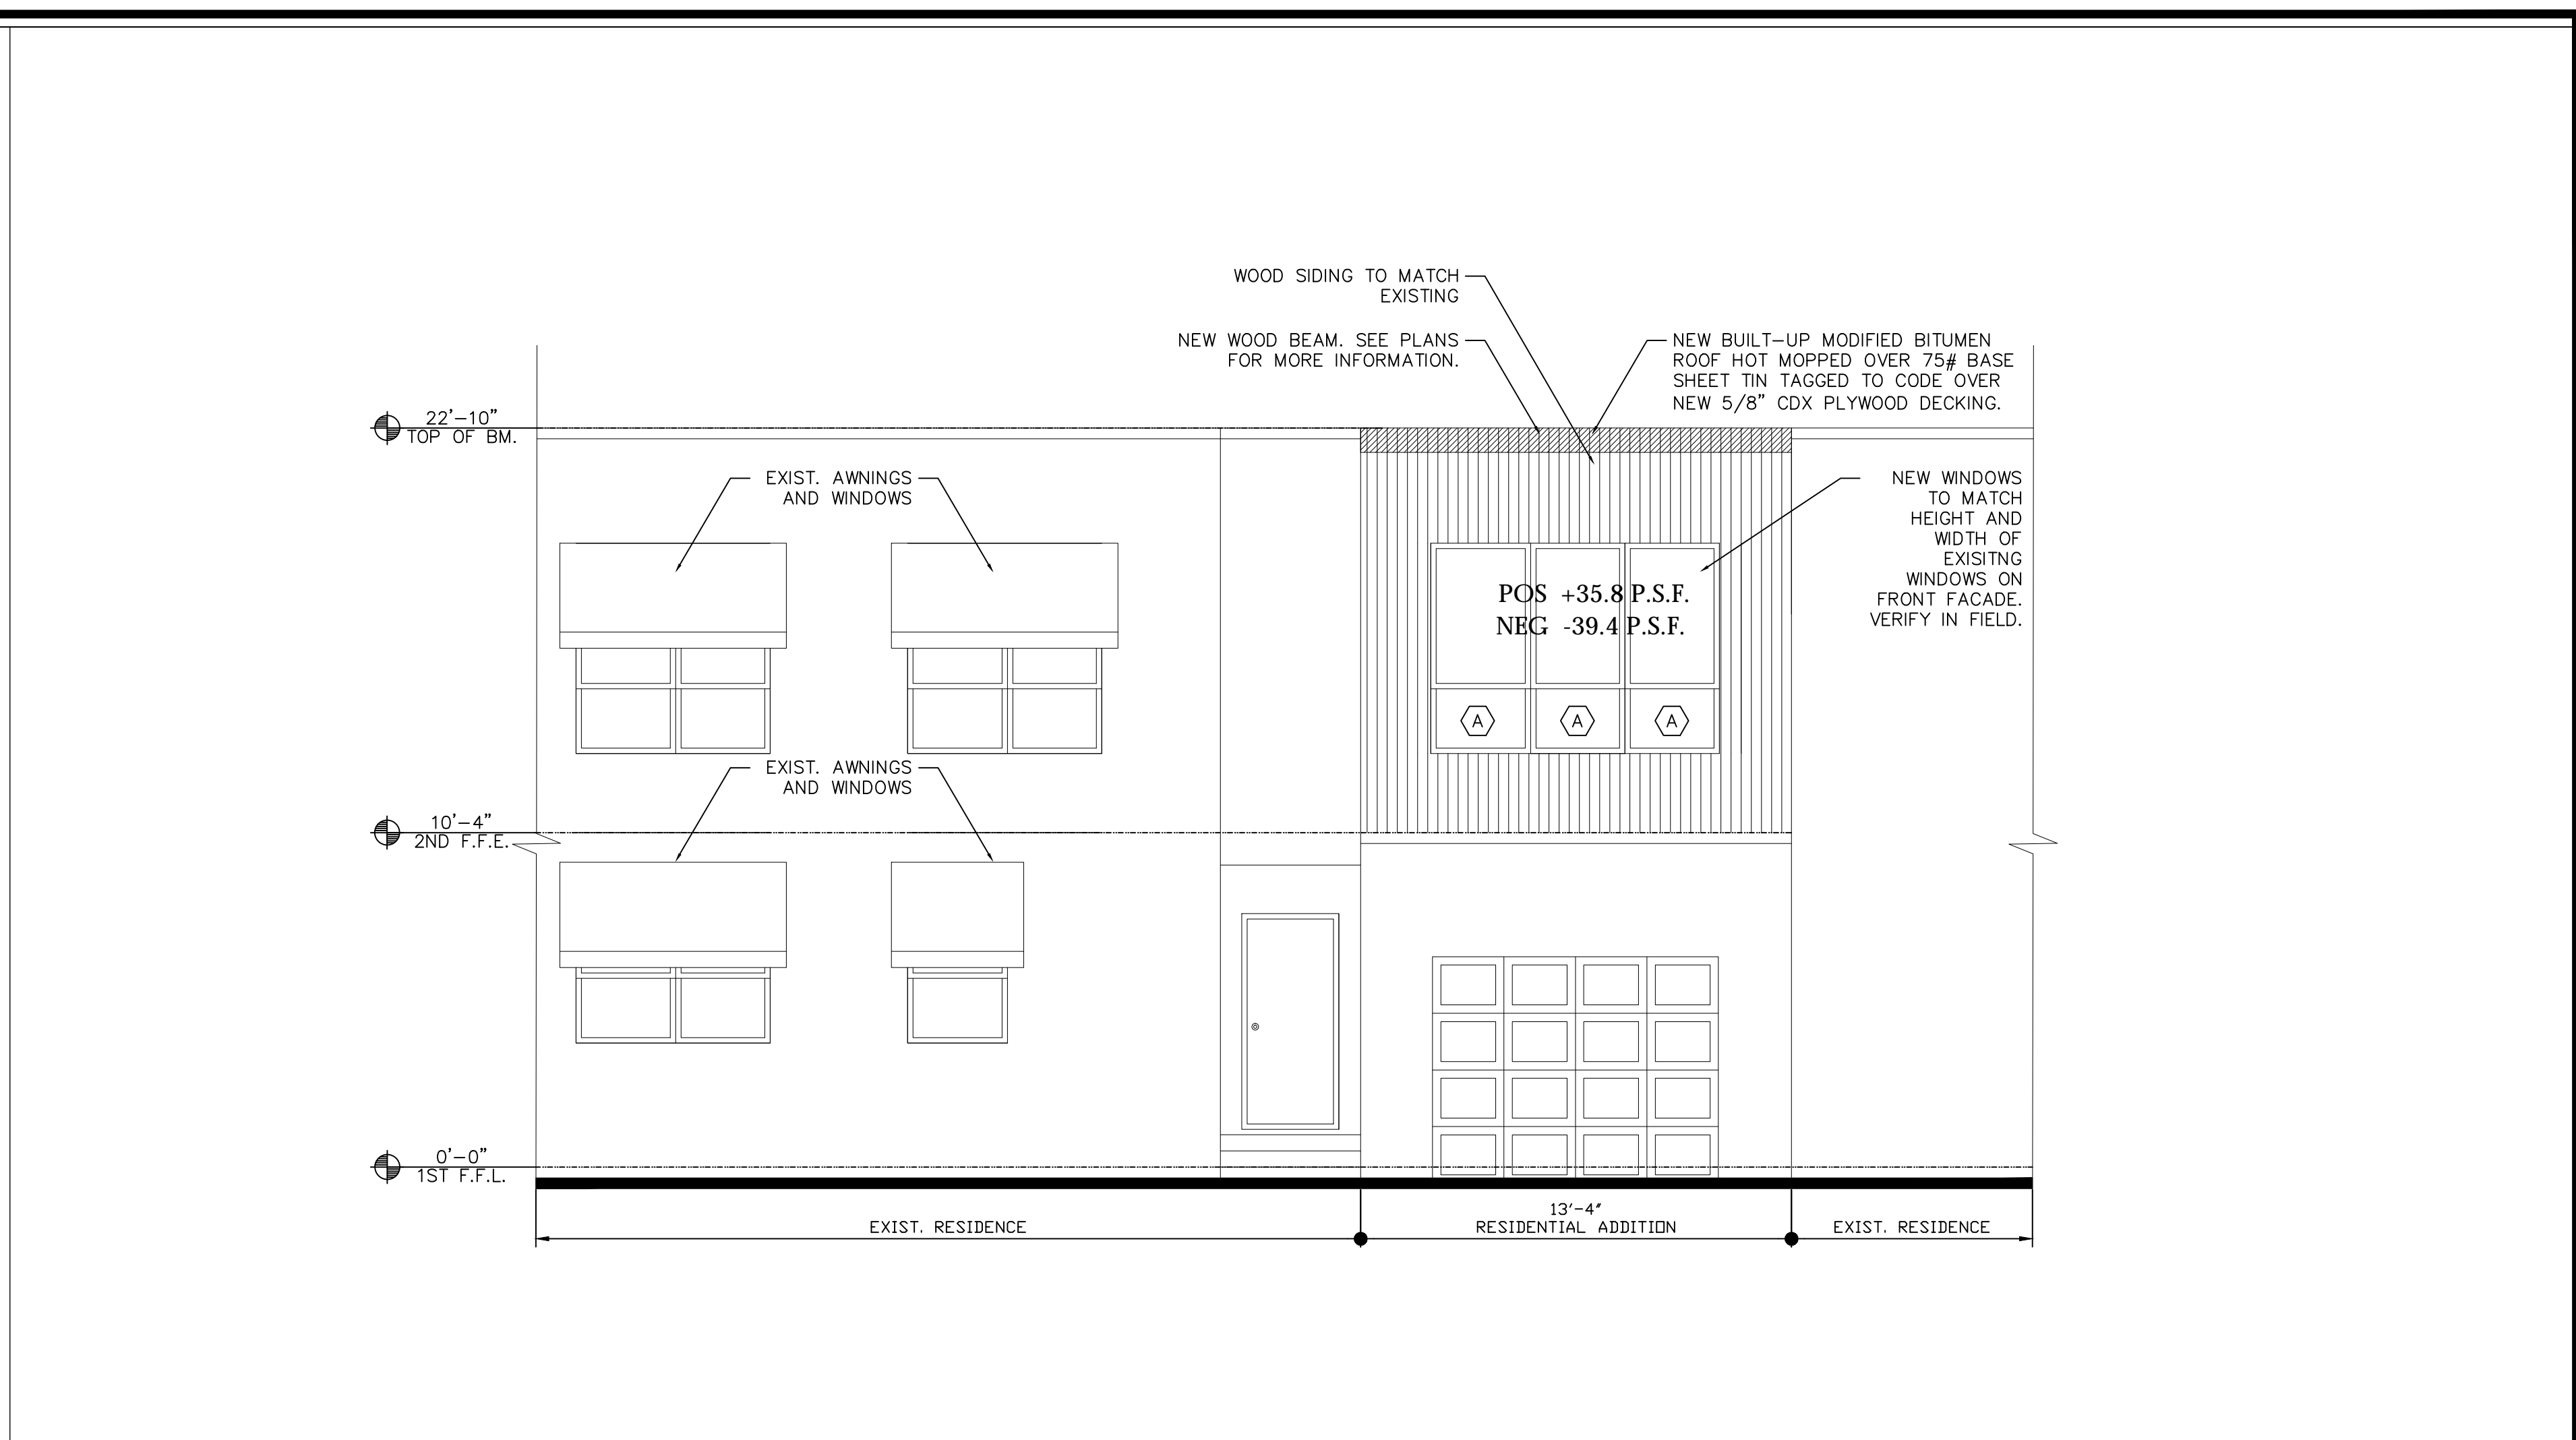 WOOD SIDING TO MATCH
EXISTING
NEW WOOD BEAM. SEE PLANS
FOR MORE INFORMATION.
NEW BUILT-UP MODIFIED BITUMEN
ROOF HOT MOPPED OVER 75# BASE
SHEET TIN TAGGED TO CODE OVER
NEW 5/8" CDX PLYWOOD DECKING.
22'-10"
TOP OF BM.
EXIST. AWNINGS
AND WINDOWS
NEW WINDOWS
TO MATCH
HEIGHT AND
WIDTH OF
EXISITNG
WINDOWS ON
FRONT FACADE.
VERIFY IN FIELD.
POS +35.8 P.S.F.
NEG -39.4 P.S.F.
A A A
EXIST. AWNINGS
AND WINDOWS
10'-4"
2ND F.F.E.
0'-0"
1ST F.F.L.
EXIST. RESIDENCE
13'-4"
RESIDENTIAL ADDITION
EXIST. RESIDENCE